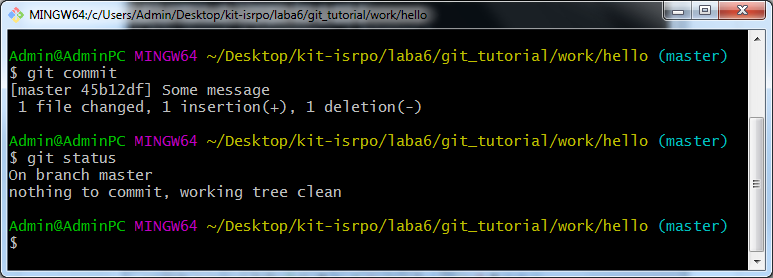 MINGW64:/c/Users/Admin/Desktop/kit-isrpo/laba6/git_tutorial/work/hello
Admin@AdminPC MINGW64 ~/Desktop/kit-isrpo/laba6/git_tutorial/work/hello (master)
$ git commit
[master 45b12df] Some message
 1 file changed, 1 insertion(+), 1 deletion(-)
Admin@AdminPC MINGW64 ~/Desktop/kit-isrpo/laba6/git_tutorial/work/hello (master)
$ git status
On branch master
nothing to commit, working tree clean
Admin@AdminPC MINGW64 ~/Desktop/kit-isrpo/laba6/git_tutorial/work/hello (master)
$